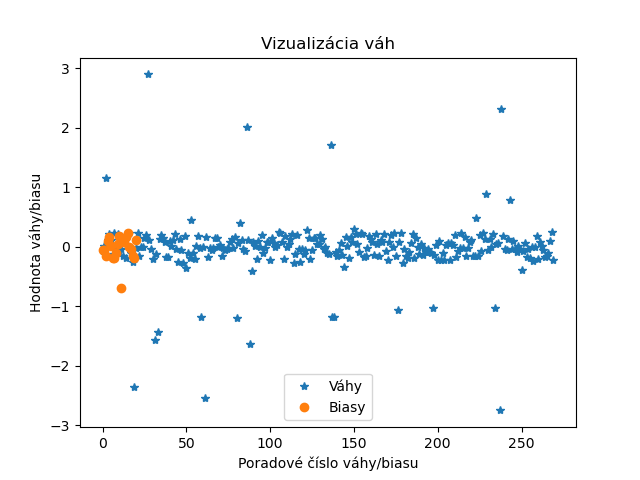 Vizualizácia váh
Hodnota váhy/biasu
3
2
1
0
−1
−2
−3
0 50 100 150 200 250
Váhy
Biasy
Poradové číslo váhy/biasu